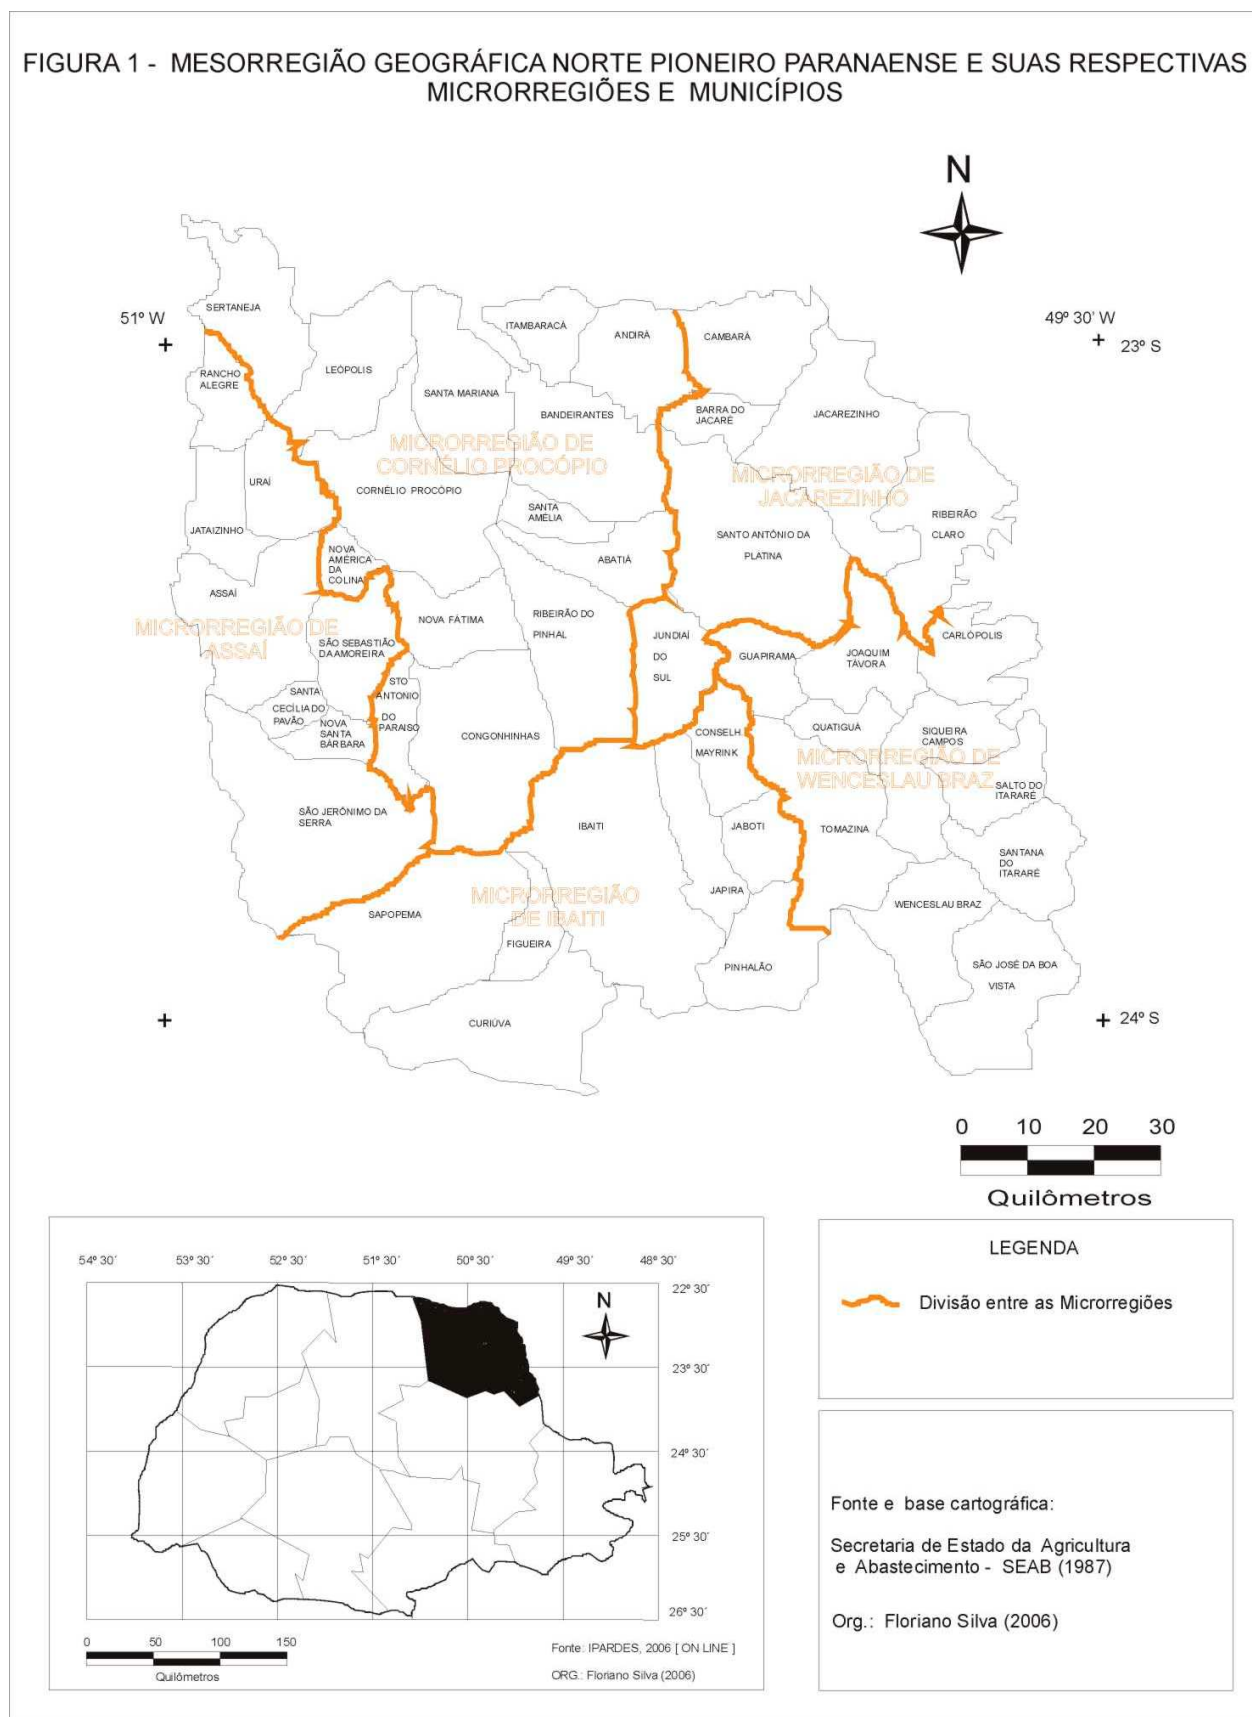 FIGURA 1 - MESORREGIÃO GEOGRÁFICA NORTE PIONEIRO PARANAENSE E SUAS RESPECTIVAS
MICRORREGIÕES E MUNICÍPIOS
N
51º W
49º 30' W
23º S
SERTANEJA
ITAMBARACÁ
ANDIRÁ
CAMBARÁ
RANCHO
ALEGRE
LEÓPOLIS
SANTA MARIANA
BANDEIRANTES
BARRA DO
JACARÉ
JACAREZINHO
MICRORREGIÃO DE
CORNÉLIO PROCÓPIO
MICRORREGIÃO DE
JACAREZINHO
URAÍ
CORNÉLIO PROCÓPIO
SANTA
AMÉLIA
RIBEIRÃO
CLARO
JATAIZINHO
NOVA
AMÉRICA
DA
COLINA
ABATIÁ
SANTO ANTÔNIO DA
PLATINA
ASSAÍ
MICRORREGIÃO DE
ASSAÍ
SÃO SEBASTIÃO
DA AMOREIRA
NOVA FÁTIMA
RIBEIRÃO DO
PINHAL
JUNDIAÍ
DO
SUL
GUAPIRAMA
JOAQUIM
TÁVORA
CARLÓPOLIS
SANTA
CECÍLIA DO
PAVÃO
NOVA
SANTA
BÁRBARA
STO
ANTONIO
DO
PARAISO
CONGONHINHAS
CONSELH
MAYRINK
QUATIGUÁ
SIQUEIRA
CAMPOS
MICRORREGIÃO DE
WENCESLAU BRAZ
SALTO DO
ITARARÉ
SÃO JERÔNIMO DA
SERRA
IBAITI
JABOTI
TOMAZINA
SANTANA
DO
ITARARÉ
MICRORREGIÃO
DE IBAITI
JAPIRA
WENCESLAU BRAZ
SAPOPEMA
FIGUEIRA
PINHALÃO
SÃO JOSÉ DA BOA
VISTA
CURIÚVA
24º S
0 10 20 30
Quilômetros
54º 30' 53º 30' 52º 30' 51º 30' 50º 30' 49º 30' 48º 30'
22º 30'
N
23º 30'
24º 30'
25º 30'
26º 30'
0 50 100 150
Quilômetros
Fonte: IPARDES, 2006 [ ON LINE ]
ORG.: Floriano Silva (2006)
LEGENDA
Divisão entre as Microrregiões
Fonte e base cartográfica:
Secretaria de Estado da Agricultura
e Abastecimento - SEAB (1987)
Org.: Floriano Silva (2006)